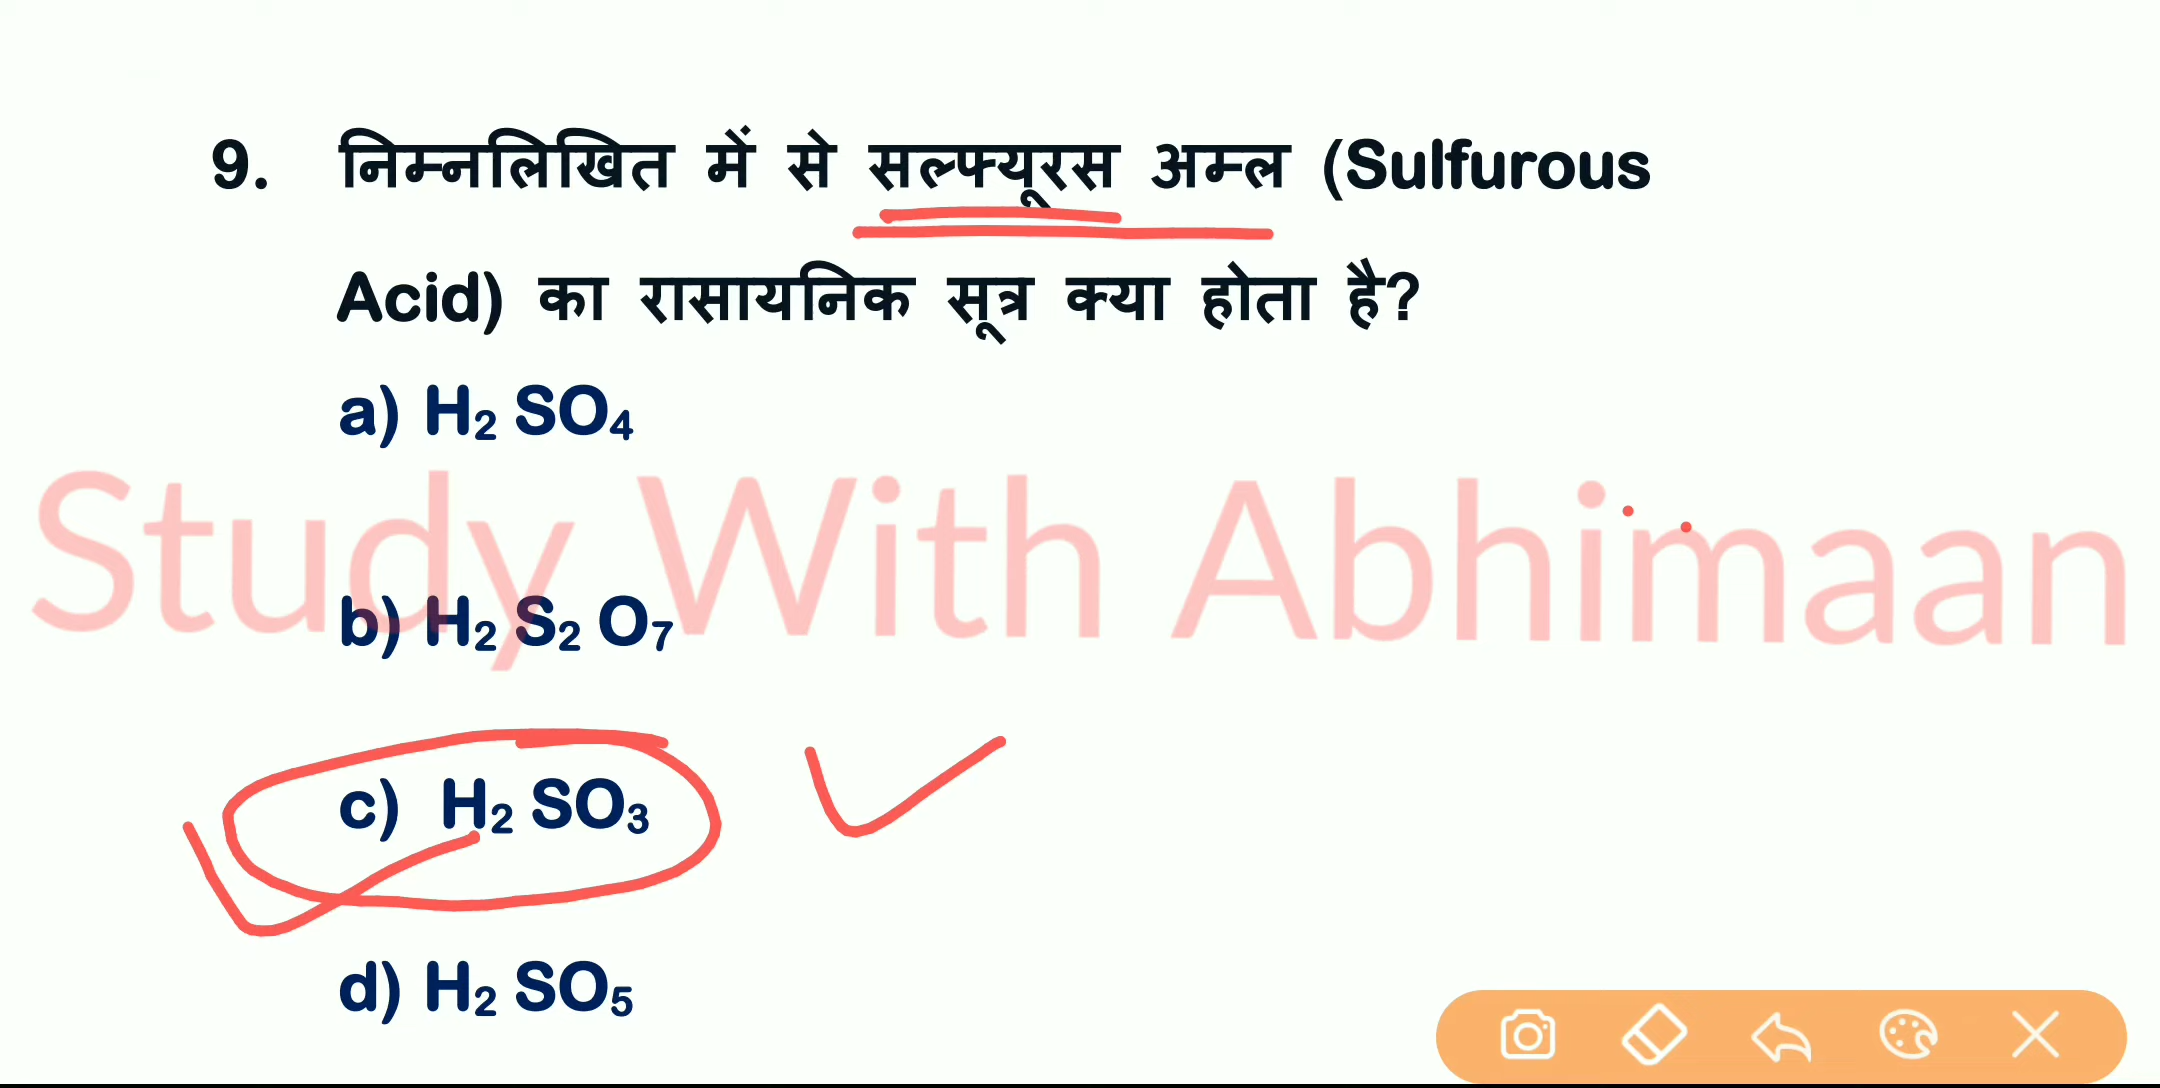 9. निम्नलिखित में से सल्फ्यूरस अम्ल (Sulfurous
Acid) का रासायनिक सूत्र क्या होता है?
a) H₂ SO₄
Study With Abhimaan
b) H₂ S₂ O₇
c) H₂ SO₃
d) H₂ SO₅